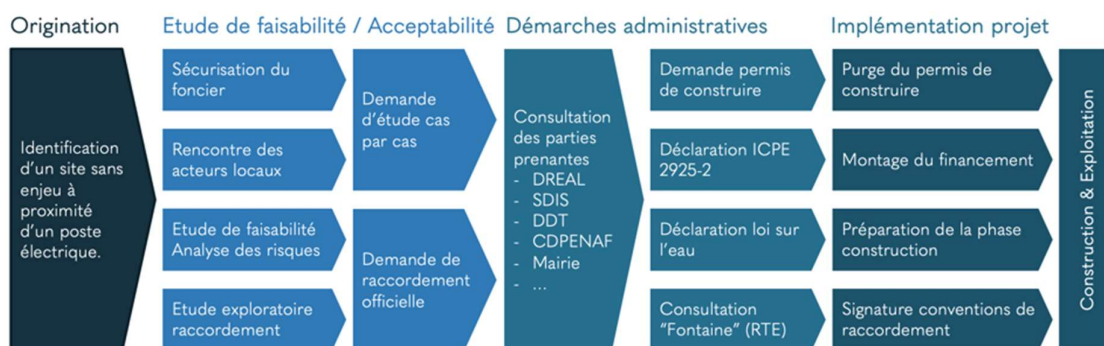 Origination
Identification
d'un site sans
enjeu à
proximité
d'un poste
électrique.
Etude de faisabilité / Acceptabilité
Sécurisation du
foncier
Rencontre des
acteurs locaux
Etude de faisabilité
Analyse des risques
Etude exploratoire
raccordement
Demande
d'étude cas
par cas
Demande de
raccordement
officielle
Démarches administratives
Consultation
des parties
prenantes
- DREAL
- SDIS
- DDT
- CDPENAF
- Mairie
- ...
Demande permis
de construire
Déclaration ICPE
2925-2
Déclaration loi sur
l'eau
Consultation
"Fontaine" (RTE)
Implémentation projet
Purge du permis de
construire
Montage du financement
Préparation de la phase
construction
Signature conventions de
raccordement
Construction & Exploitation